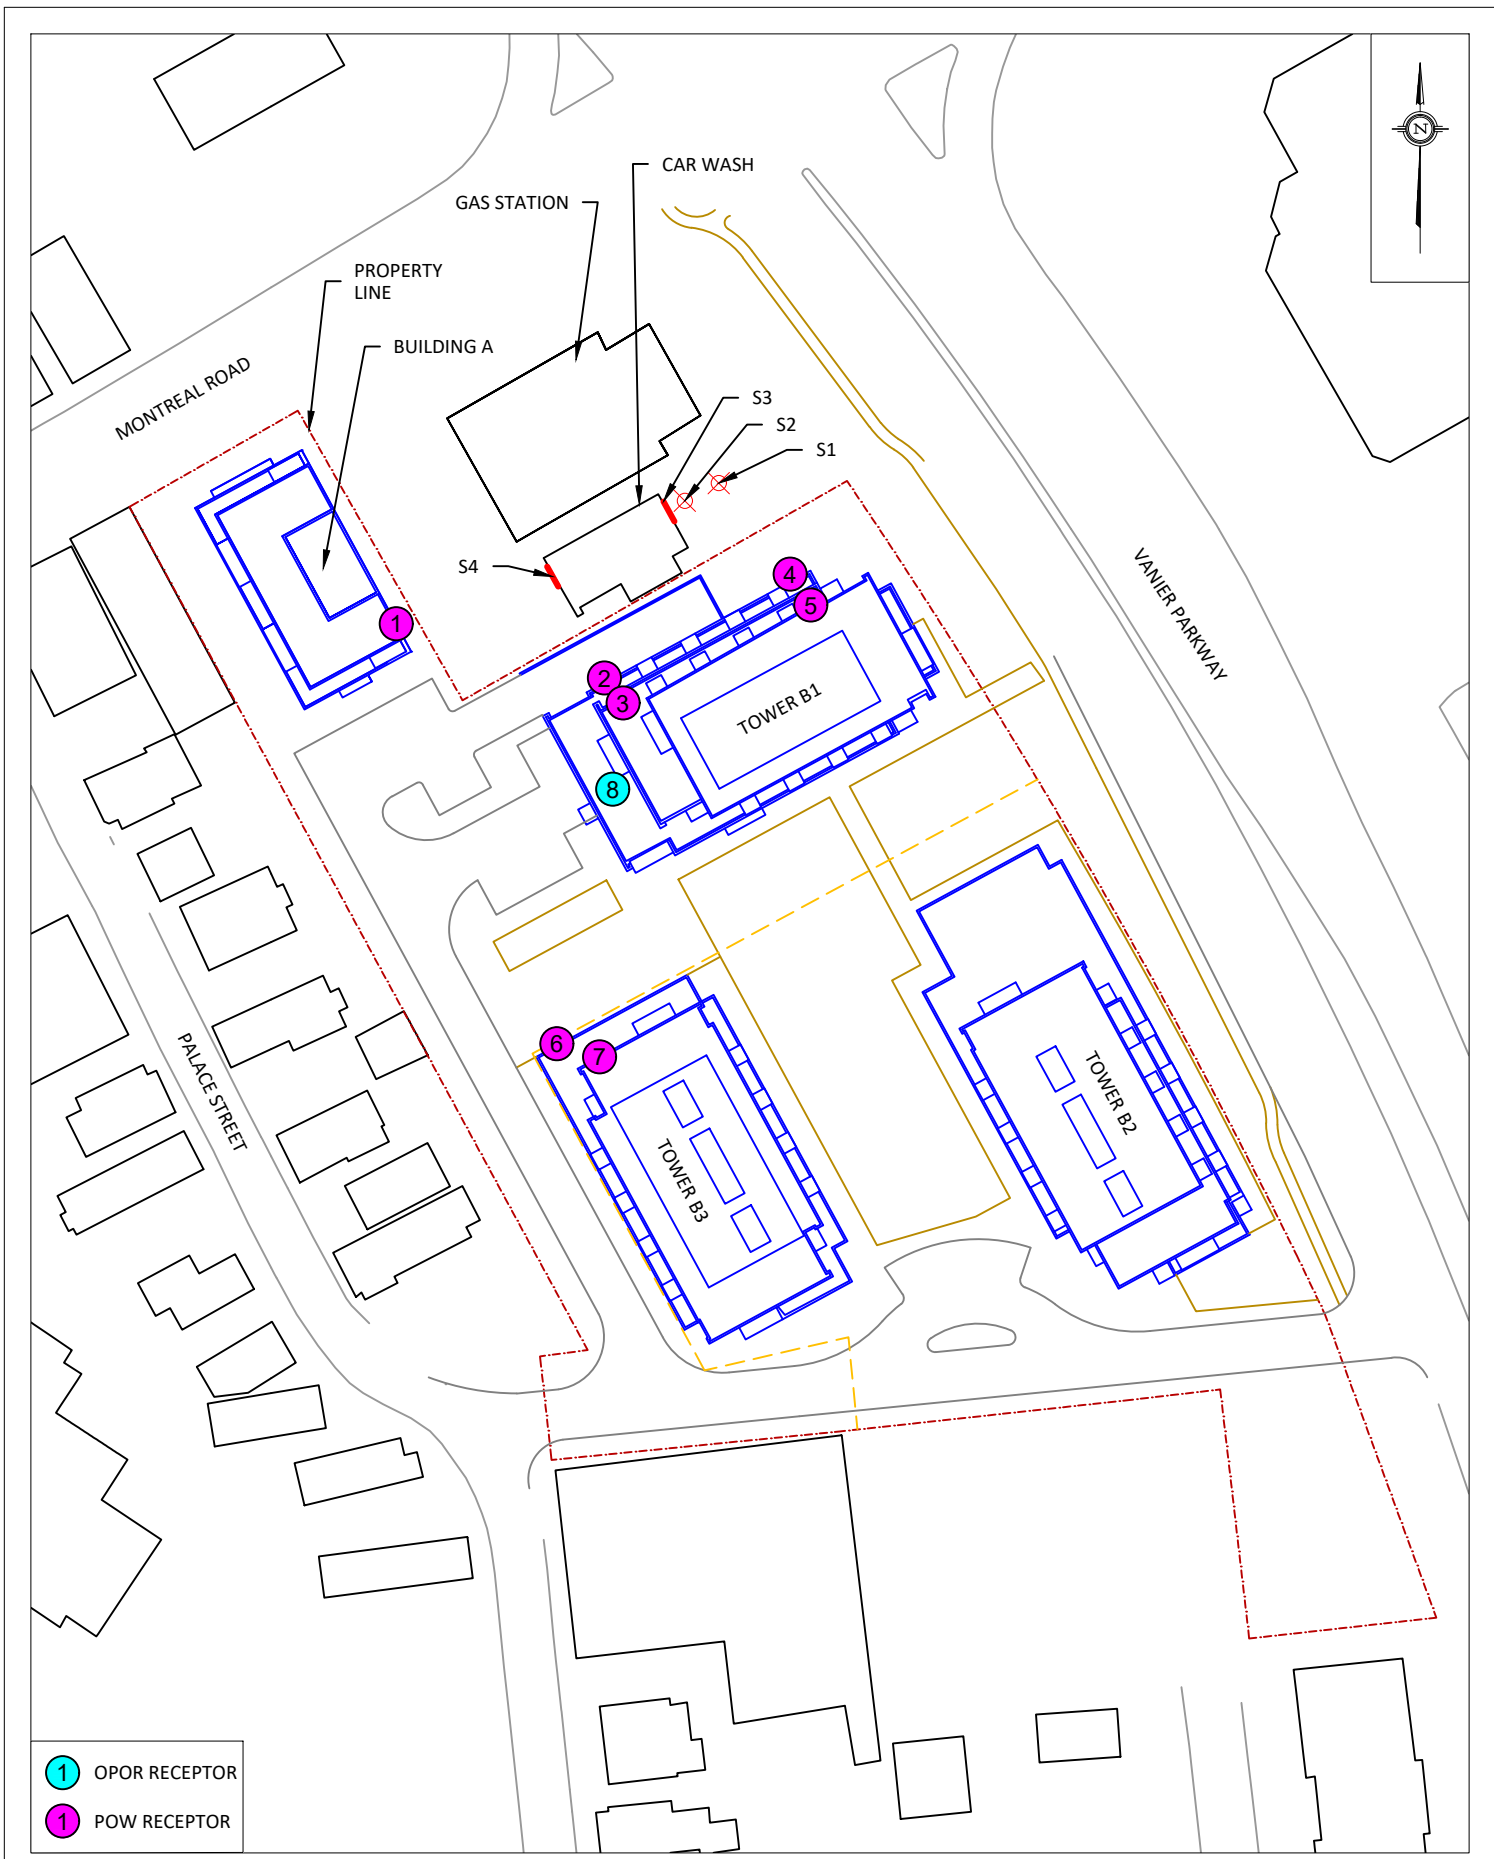 N
CAR WASH
GAS STATION
PROPERTY
LINE
BUILDING A
MONTREAL ROAD
S3
S2
S1
S4
VANIER PARKWAY
1
4
5
2
3
TOWER B1
8
6
7
PALACE STREET
TOWER B2
TOWER B3
1 OPOR RECEPTOR
1 POW RECEPTOR